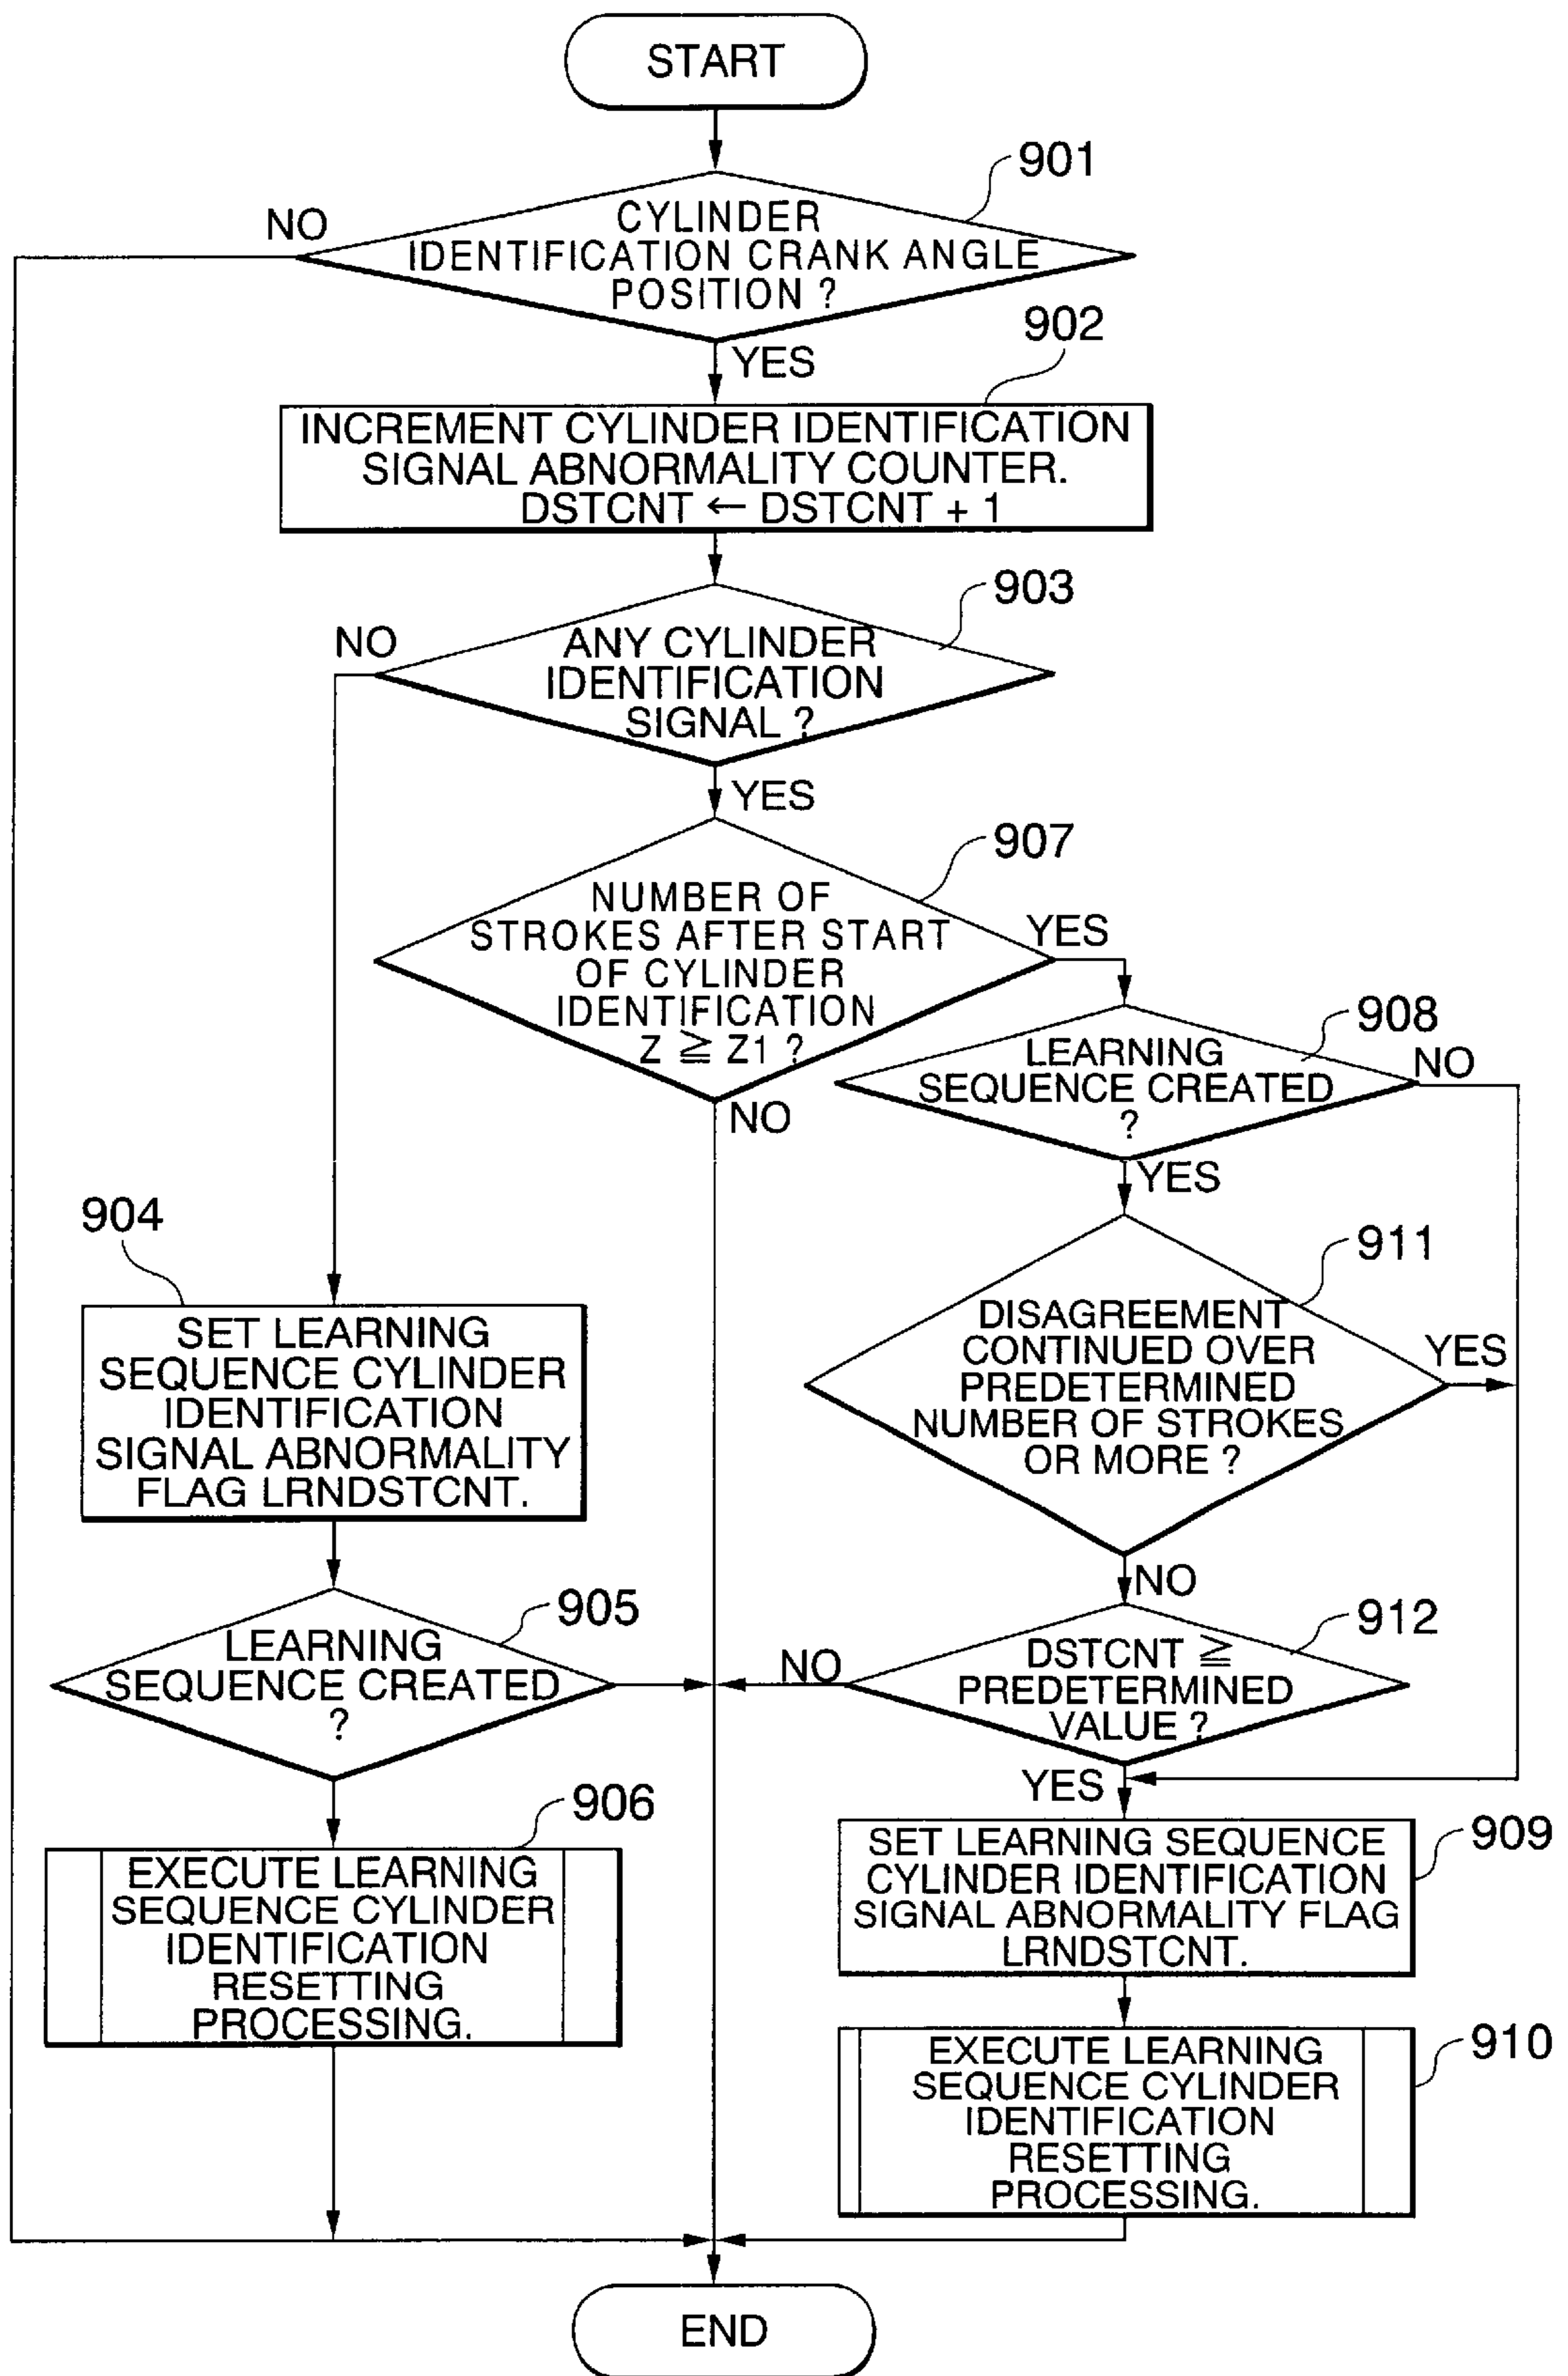 START
901
NO
CYLINDER
IDENTIFICATION CRANK ANGLE
POSITION ?
902
YES
INCREMENT CYLINDER IDENTIFICATION
SIGNAL ABNORMALITY COUNTER.
DSTCNT ← DSTCNT + 1
903
NO
ANY CYLINDER
IDENTIFICATION
SIGNAL ?
YES
907
NUMBER OF
STROKES AFTER START
OF CYLINDER
IDENTIFICATION
Z ≧ Z1 ?
YES
NO
908
LEARNING
SEQUENCE CREATED
?
NO
YES
904
SET LEARNING
SEQUENCE CYLINDER
IDENTIFICATION
SIGNAL ABNORMALITY
FLAG LRNDSTCNT.
911
DISAGREEMENT
CONTINUED OVER
PREDETERMINED
NUMBER OF STROKES
OR MORE ?
YES
NO
905
LEARNING
SEQUENCE CREATED
?
912
NO
DSTCNT ≧
PREDETERMINED
VALUE ?
YES
906
EXECUTE LEARNING
SEQUENCE CYLINDER
IDENTIFICATION
RESETTING
PROCESSING.
909
SET LEARNING SEQUENCE
CYLINDER IDENTIFICATION
SIGNAL ABNORMALITY FLAG
LRNDSTCNT.
910
EXECUTE LEARNING
SEQUENCE CYLINDER
IDENTIFICATION
RESETTING
PROCESSING.
END